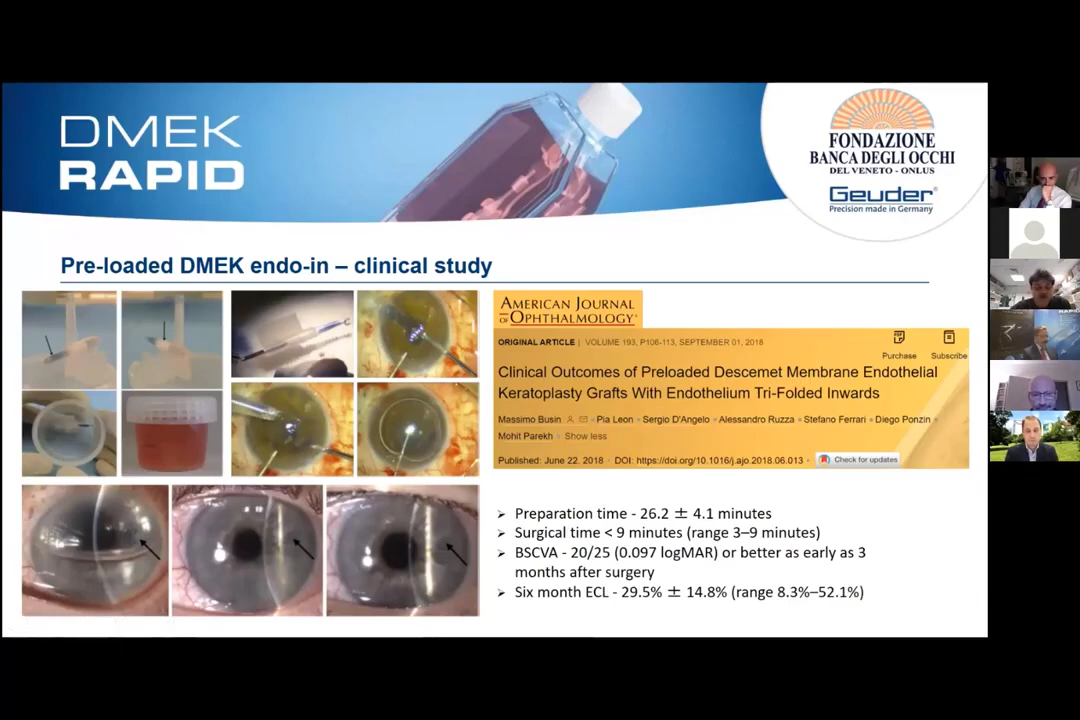 DMEK
RAPID
FONDAZIONE
BANCA DEGLI OCCHI
DEL VENETO - ONLUS
Geuder®
Precision made in Germany
Pre-loaded DMEK endo-in – clinical study
AMERICAN JOURNAL
OF OPHTHALMOLOGY®
ORIGINAL ARTICLE | VOLUME 193, P106-113, SEPTEMBER 01, 2018
PDF
Purchase
Subscribe
Clinical Outcomes of Preloaded Descemet Membrane Endothelial
Keratoplasty Grafts With Endothelium Tri-Folded Inwards
Massimo Busin • Pia Leon • Sergio D'Angelo • Alessandro Ruzza • Stefano Ferrari • Diego Ponzin •
Mohit Parekh • Show less
Published: June 22, 2018 • DOI: https://doi.org/10.1016/j.ajo.2018.06.013 • Check for updates
➢ Preparation time - 26.2 ± 4.1 minutes
➢ Surgical time < 9 minutes (range 3–9 minutes)
➢ BSCVA - 20/25 (0.097 logMAR) or better as early as 3
months after surgery
➢ Six month ECL - 29.5% ± 14.8% (range 8.3%–52.1%)